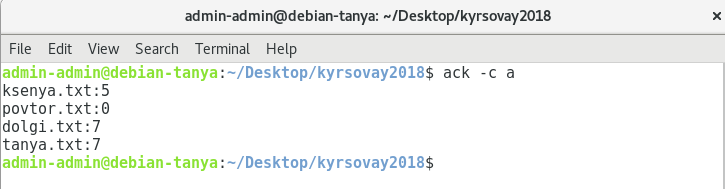 admin-admin@debian-tanya: ~/Desktop/kyrsovay2018
File Edit View Search Terminal Help
admin-admin@debian-tanya:~/Desktop/kyrsovay2018$ ack -c a
ksenya.txt:5
povtor.txt:0
dolgi.txt:7
tanya.txt:7
admin-admin@debian-tanya:~/Desktop/kyrsovay2018$